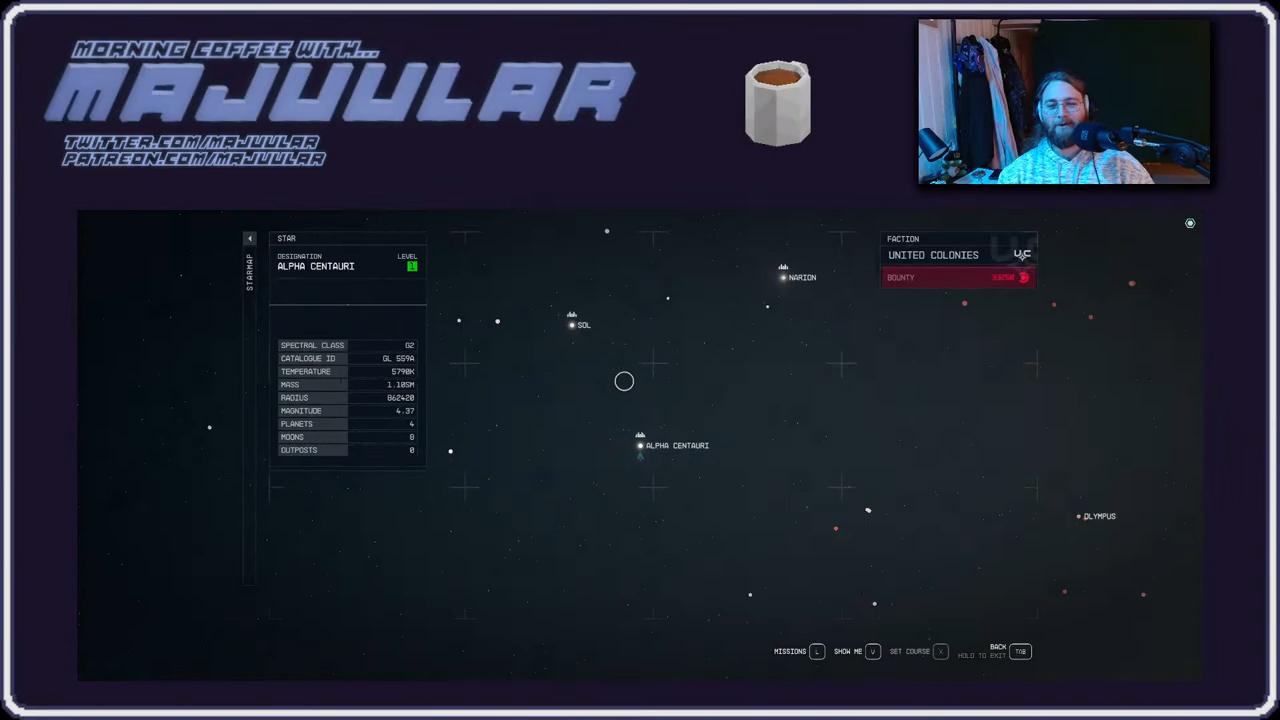 MORNING COFFEE WITH...
MAJUULAR
TWITTER.COM/MAJUULAR
PATREON.COM/MAJUULAR
STARMAP
STAR
DESIGNATION LEVEL
ALPHA CENTAURI 1
SPECTRAL CLASS G2
CATALOGUE ID GL 559A
TEMPERATURE 5790K
MASS 1.10SM
RADIUS 862420
MAGNITUDE 4.37
PLANETS 4
MOONS 8
OUTPOSTS 0
NARION
SOL
ALPHA CENTAURI
OLYMPUS
FACTION
UNITED COLONIES UC
BOUNTY
MISSIONS L SHOW ME V SET COURSE X BACK TAB
HOLD TO EXIT